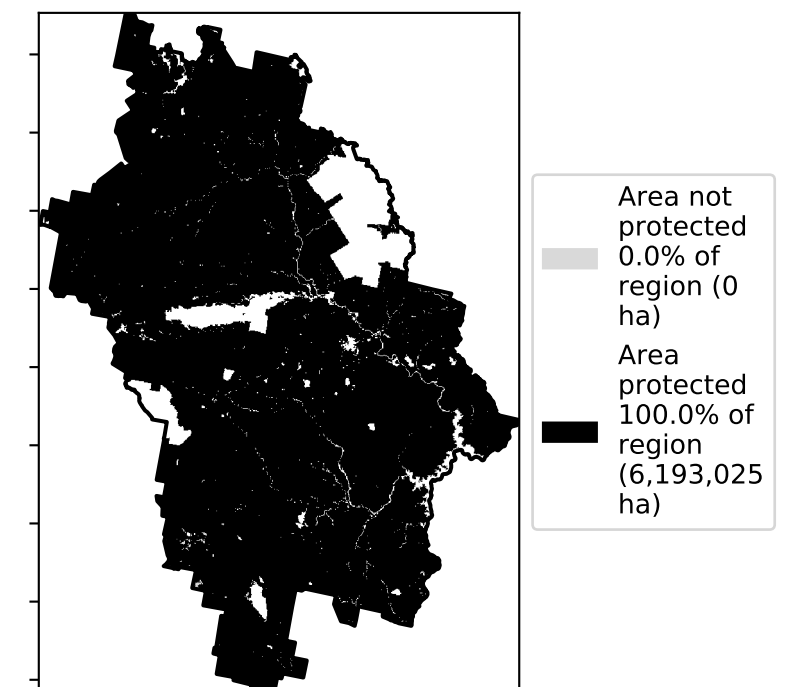 Area not
protected
0.0% of
region (0
ha)
Area
protected
100.0% of
region
(6,193,025
ha)